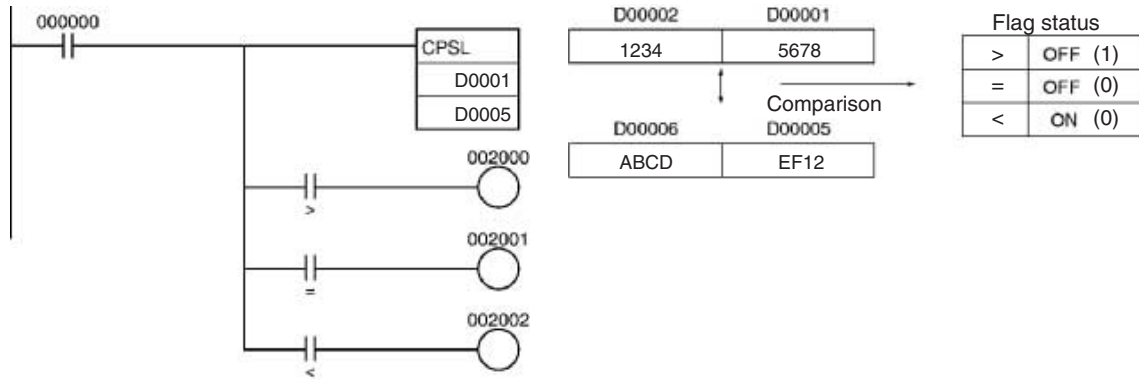 000000
CPSL
D0001
D0005
002000
>
002001
=
002002
<
D00002 D00001
1234 5678
Comparison
D00006 D00005
ABCD EF12
Flag status
> OFF (1)
= OFF (0)
< ON (0)